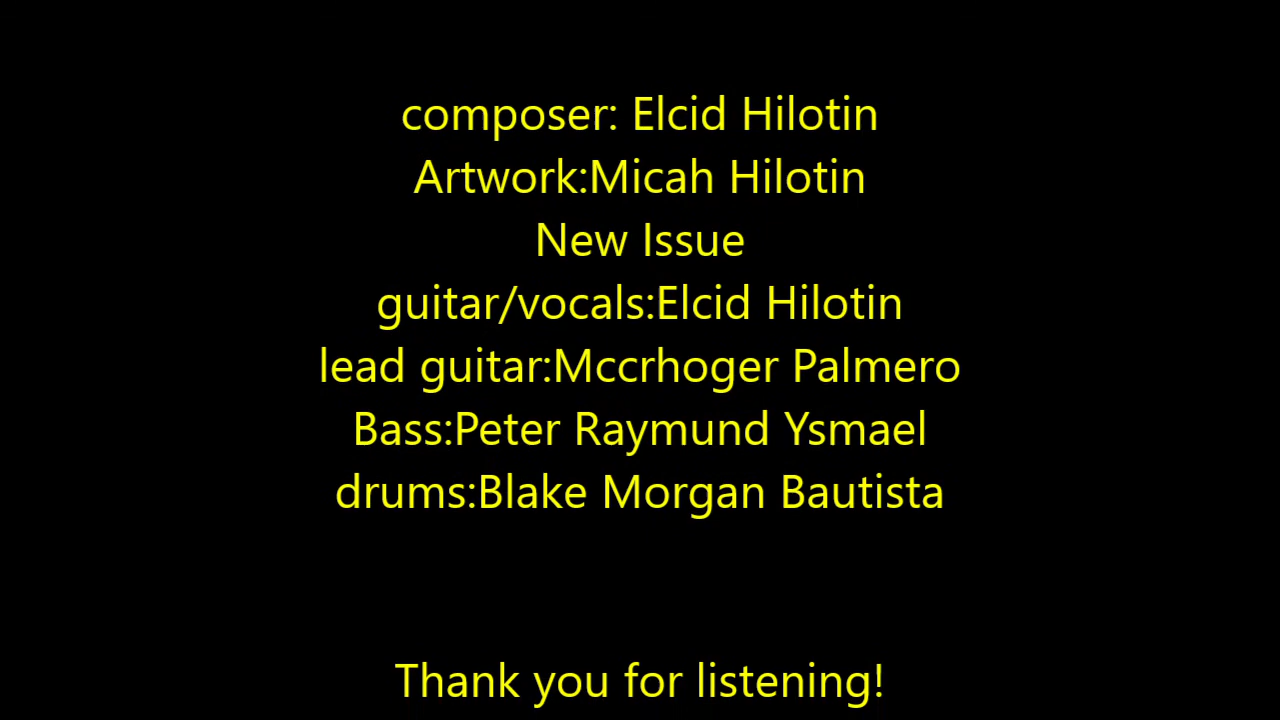 composer: Elcid Hilotin
Artwork:Micah Hilotin
New Issue
guitar/vocals:Elcid Hilotin
lead guitar:Mccrhoger Palmero
Bass:Peter Raymund Ysmael
drums:Blake Morgan Bautista
Thank you for listening!